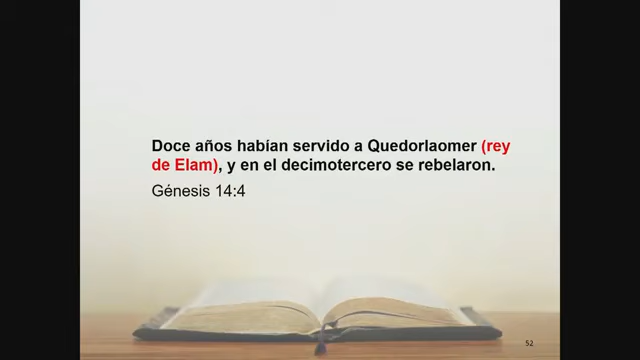 Doce años habían servido a Quedorlaomer (rey
de Elam), y en el decimotercero se rebelaron.
Génesis 14:4
52